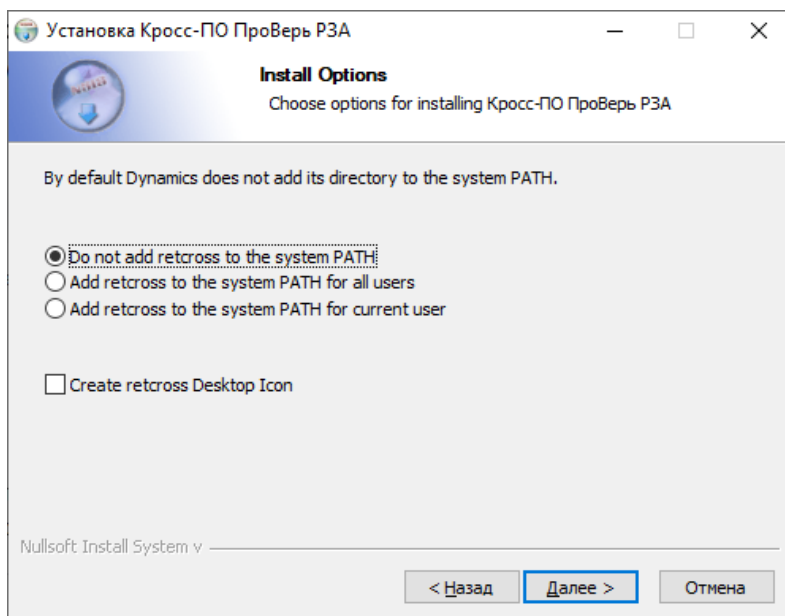 Установка Кросс-ПО ПроВерь РЗА
Install Options
Choose options for installing Кросс-ПО ПроВерь РЗА
By default Dynamics does not add its directory to the system PATH.
Do not add retcross to the system PATH
Add retcross to the system PATH for all users
Add retcross to the system PATH for current user
Create retcross Desktop Icon
Nullsoft Install System v
< Назад
Далее >
Отмена